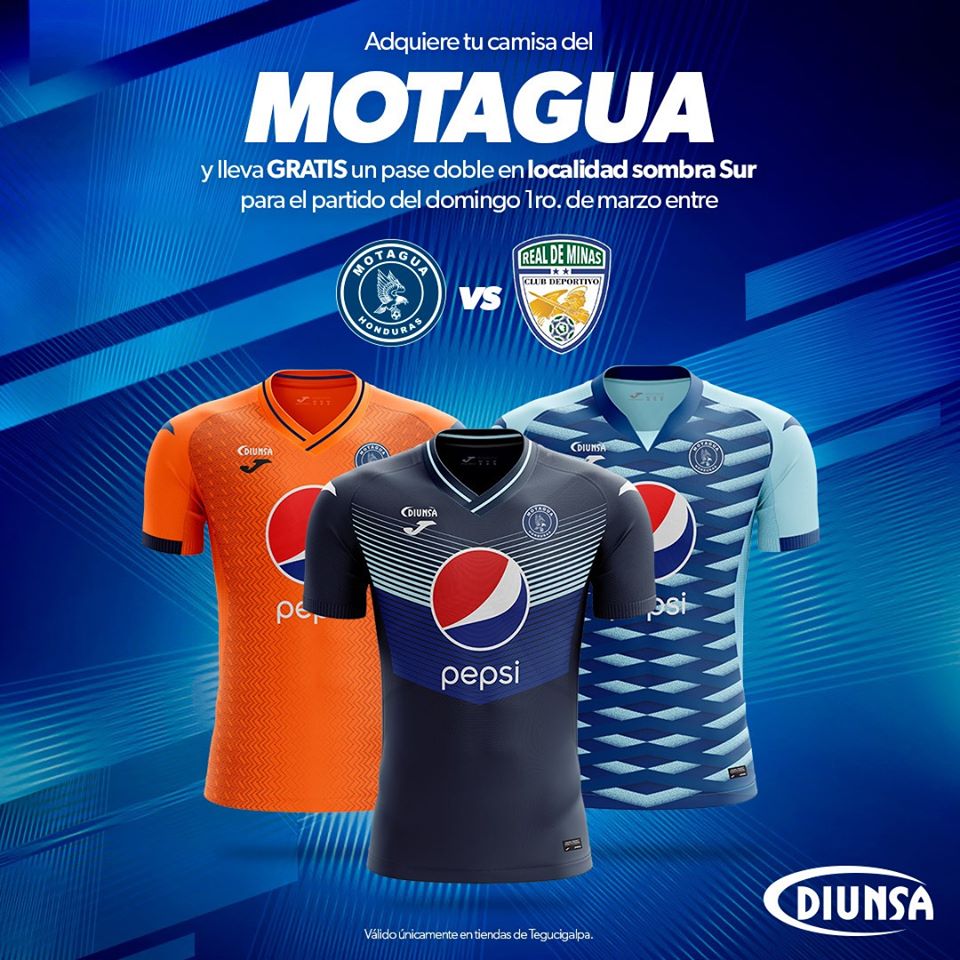 Adquiere tu camisa del
MOTAGUA
y lleva GRATIS un pase doble en localidad sombra Sur
para el partido del domingo 1ro. de marzo entre
MOTAGUA
HONDURAS
vs
REAL DE MINAS
CLUB DEPORTIVO
DIUNSA
pepsi
DIUNSA
MOTAGUA
HONDURAS
pepsi
DIUNSA
psi
DIUNSA
Válido únicamente en tiendas de Tegucigalpa.